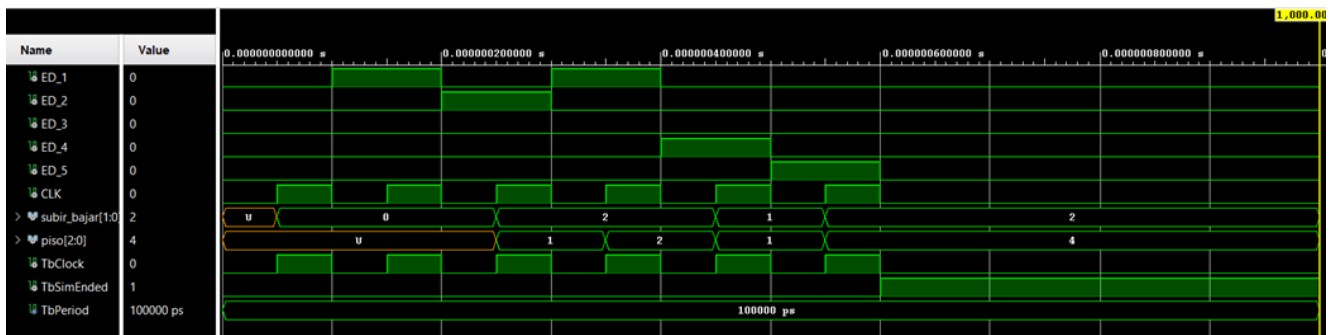 1,000.00
Name Value 0.000000000000 s 0.000000200000 s 0.000000400000 s 0.000000600000 s 0.000000800000 s 0
ED_1 0
ED_2 0
ED_3 0
ED_4 0
ED_5 0
CLK 0
subir_bajar[1:0] 2 U 0 2 1 2
piso[2:0] 4 U 1 2 1 4
TbClock 0
TbSimEnded 1
TbPeriod 100000 ps 100000 ps